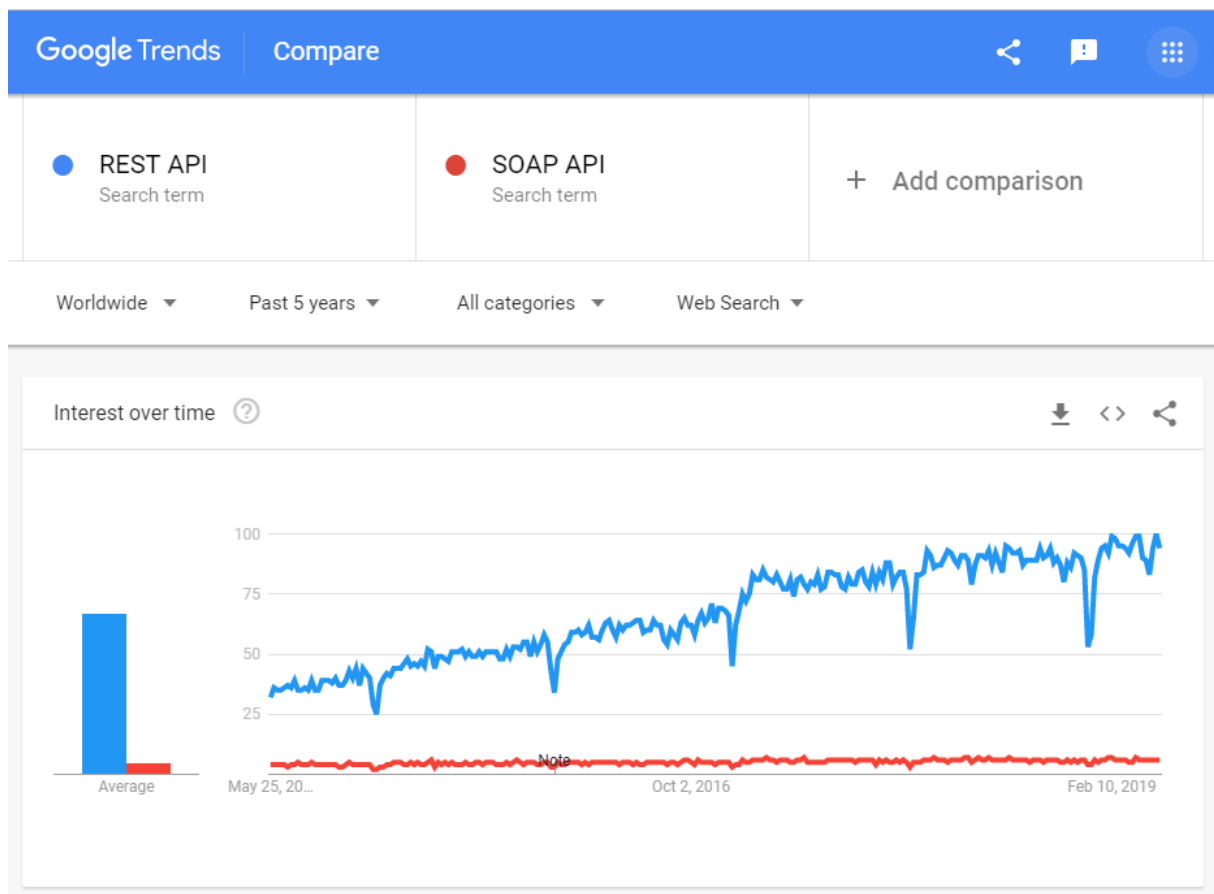 Google Trends Compare
REST API
Search term
SOAP API
Search term
+ Add comparison
Worldwide Past 5 years All categories Web Search
Interest over time ?
100
75
50
25
Note
Average May 25, 20... Oct 2, 2016 Feb 10, 2019